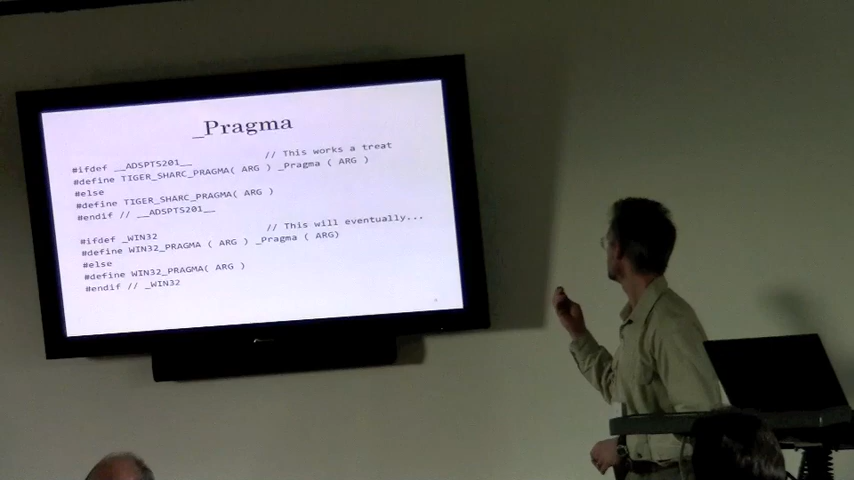 _Pragma
#ifdef __ADSPTS201__ // This works a treat
#define TIGER_SHARC_PRAGMA( ARG ) _Pragma ( ARG )
#else
#define TIGER_SHARC_PRAGMA( ARG )
#endif // __ADSPTS201__
#ifdef _WIN32 // This will eventually...
#define WIN32_PRAGMA ( ARG ) _Pragma ( ARG)
#else
#define WIN32_PRAGMA( ARG )
#endif // _WIN32